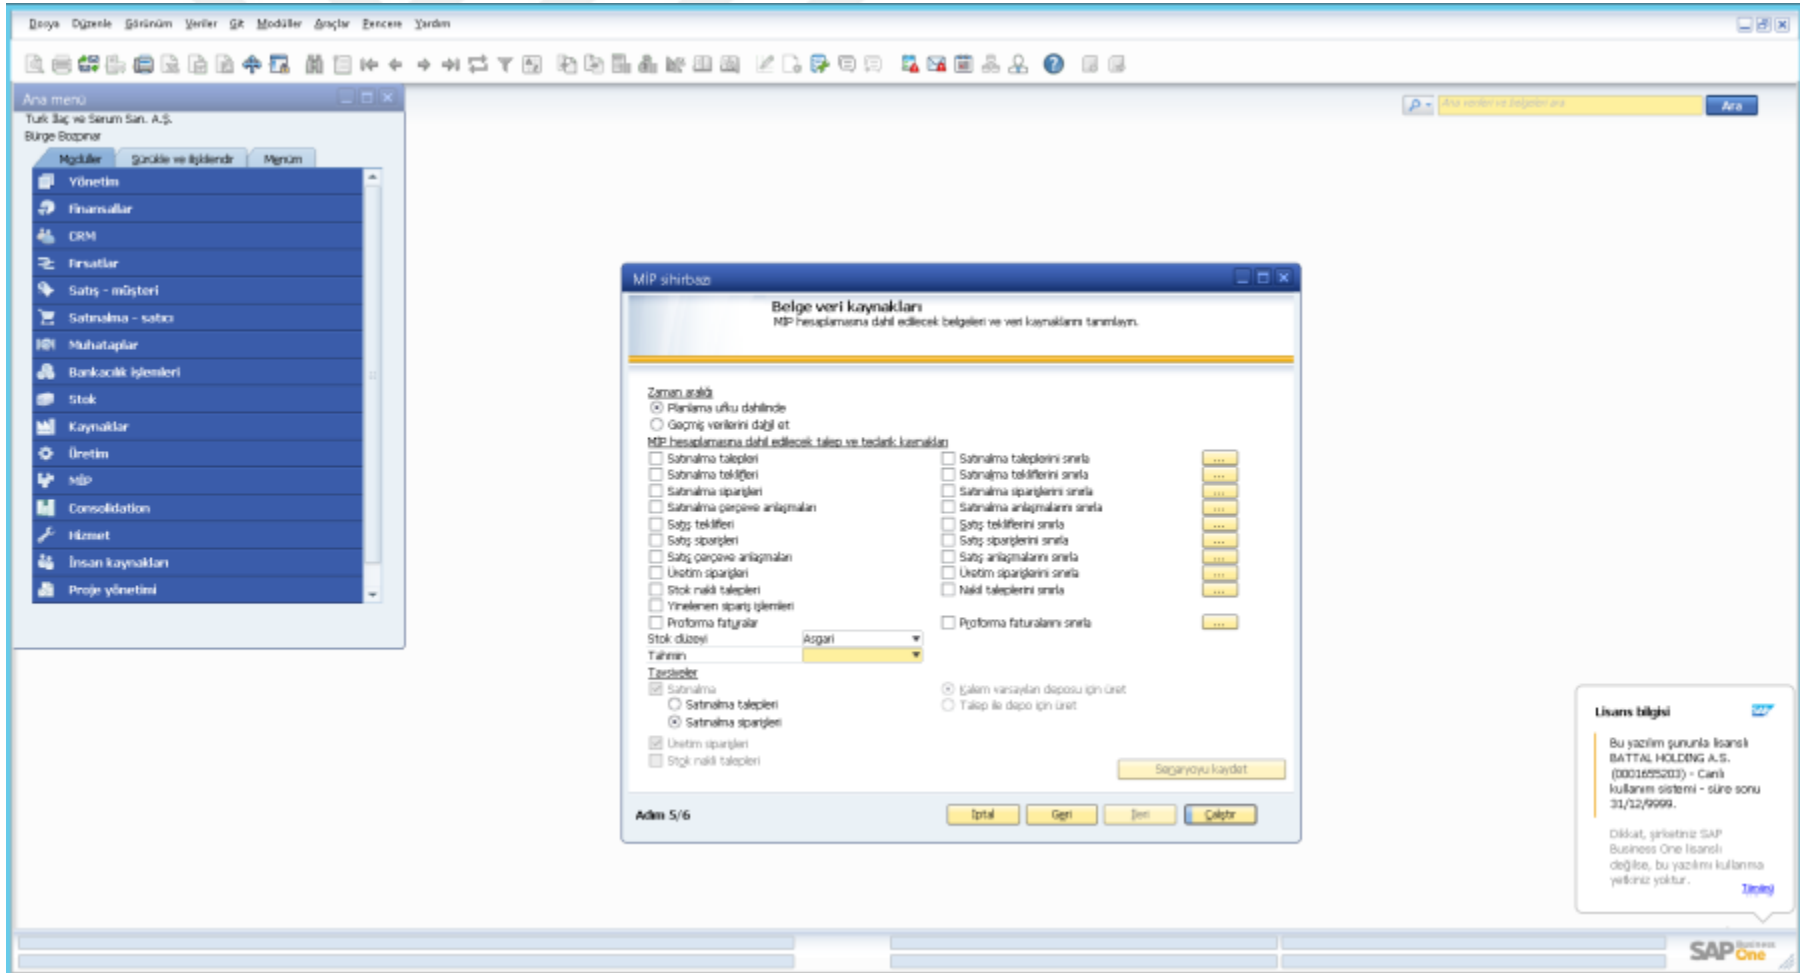 Dosya Düzenle Görünüm Veriler Git Modüller Araçlar Pencere Yardım
Ana menü
Turk İlaç ve Serum San. A.Ş.
Bürge Bozpınar
Modüller Sürükle ve ilişkilendir Menüm
Yönetim
Finansallar
CRM
Fırsatlar
Satış - müşteri
Satınalma - satıcı
Muhataplar
Bankacılık işlemleri
Stok
Kaynaklar
Üretim
MİP
Consolidation
Hizmet
İnsan kaynakları
Proje yönetimi
Ana verileri ve belgeleri ara
Ara
MİP sihirbazı
Belge veri kaynakları
MİP hesaplamasına dahil edilecek belgeleri ve veri kaynaklarını tanımlayın.
Zaman aralığı
Planlama ufku dahilinde
Geçmiş verilerini dahil et
MİP hesaplamasına dahil edilecek talep ve tedarik kaynakları
Satınalma talepleri Satınalma taleplerini sınırla ...
Satınalma teklifleri Satınalma tekliflerini sınırla ...
Satınalma siparişleri Satınalma siparişlerini sınırla ...
Satınalma çerçeve anlaşmaları Satınalma anlaşmalarını sınırla ...
Satış teklifleri Satış tekliflerini sınırla ...
Satış siparişleri Satış siparişlerini sınırla ...
Satış çerçeve anlaşmaları Satış anlaşmalarını sınırla ...
Üretim siparişleri Üretim siparişlerini sınırla ...
Stok nakli talepleri Nakil taleplerini sınırla ...
Yinelenen sipariş işlemleri
Proforma faturalar Proforma faturalarını sınırla ...
Stok düzeyi Asgari
Tahmin
Tavsiyeler
Satınalma Kalem varsayılan deposu için üret
Satınalma talepleri Talep ile depo için üret
Satınalma siparişleri
Üretim siparişleri
Stok nakli talepleri
Senaryoyu kaydet
Adım 5/6 İptal Geri İleri Çalıştır
Lisans bilgisi SAP
Bu yazılım şununla lisanslı
BATTAL HOLDING A.S.
(0001655203) - Canlı
kullanım sistemi - süre sonu
31/12/9999.
Dikkat, şirketiniz SAP
Business One lisanslı
değilse, bu yazılımı kullanma
yetkiniz yoktur.
Tümünü
SAP Business One